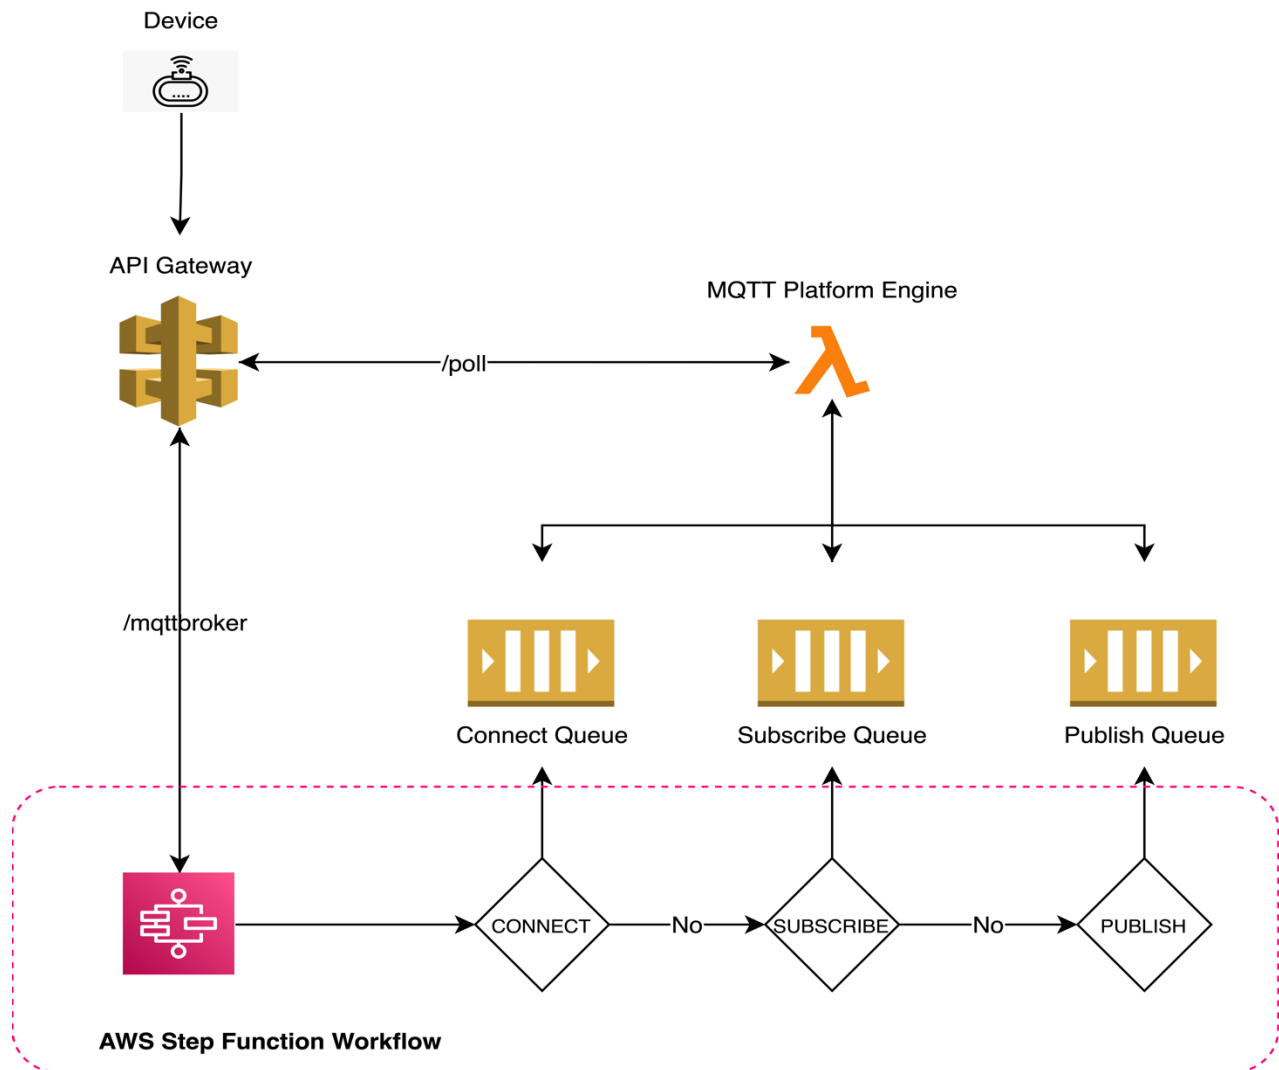 Device
API Gateway
MQTT Platform Engine
/poll
/mqttbroker
Connect Queue
Subscribe Queue
Publish Queue
CONNECT
No
SUBSCRIBE
No
PUBLISH
AWS Step Function Workflow